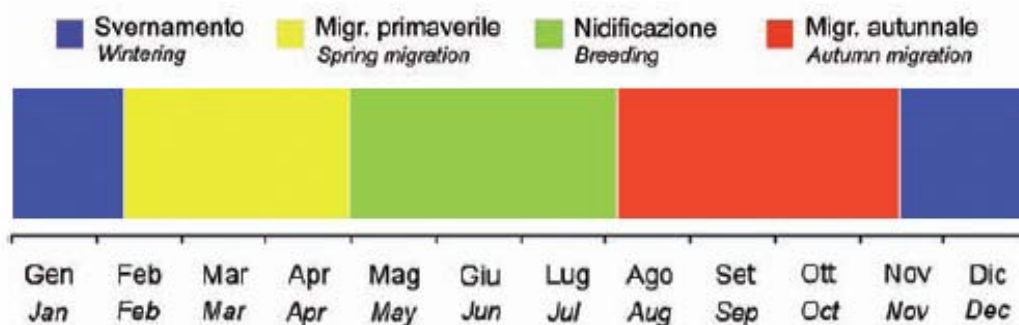 Svernamento Migr. primaverile Nidificazione Migr. autunnale
Wintering Spring migration Breeding Autumn migration
Gen Feb Mar Apr Mag Giu Lug Ago Set Ott Nov Dic
Jan Feb Mar Apr May Jun Jul Aug Sep Oct Nov Dec